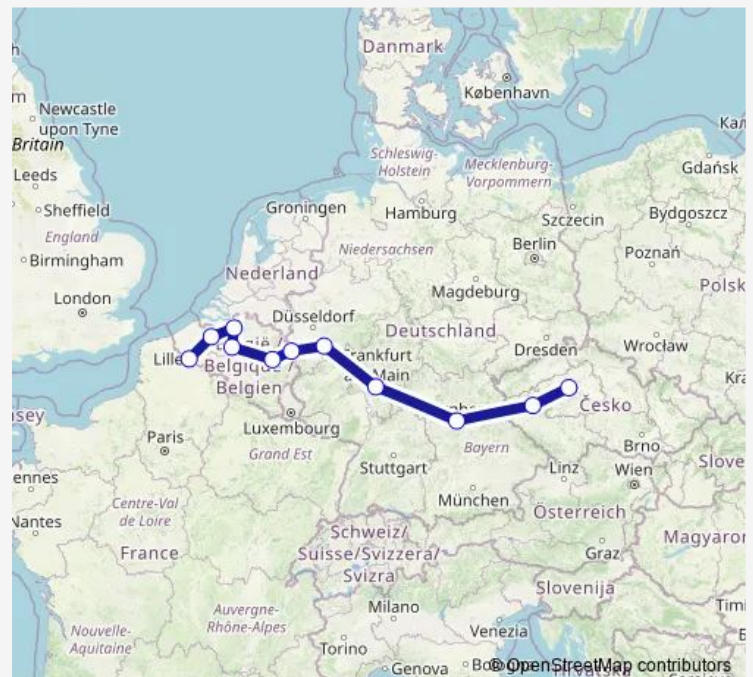 Danmark
København
Newcastle
upon Tyne
Britain
Leeds
Schleswig-
Holstein
Mecklenburg-
Vorpommern
Gdańsk
Sheffield
Groningen
Hamburg
Szczecin
Bydgoszcz
England
Birmingham
Niedersachsen
Berlin
Poznań
Nederland
London
Magdeburg
Polsk
Düsseldorf
Deutschland
Dresden
Wrocław
Lille
België /
Belgique /
Belgien
Frankfurt
am Main
Česko
Luxembourg
Paris
Grand Est
Bayern
Brno
Stuttgart
Linz
Wien
München
Centre-Val
de Loire
Österreich
Nantes
France
Schweiz/
Suisse/Svizzera/
Svizra
Graz
Magyaror
Slovenija
Auvergne-
Rhône-Alpes
Milano
Nouvelle-
Aquitaine
Venezia
Torino
Genova
© OpenStreetMap contributors